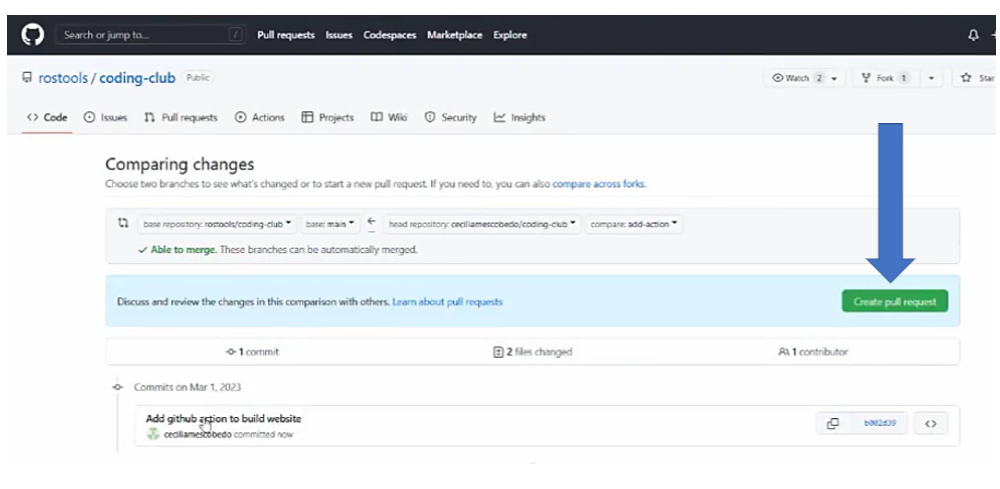 Search or jump to... / Pull requests Issues Codespaces Marketplace Explore
rostools / coding-club Public Watch 2 Fork 1 Star
Code Issues Pull requests Actions Projects Wiki Security Insights
Comparing changes
Choose two branches to see what's changed or to start a new pull request. If you need to, you can also compare across forks.
base repository: rostools/coding-club base: main head repository: ceciliamescobedo/coding-club compare: add-action
Able to merge. These branches can be automatically merged.
Discuss and review the changes in this comparison with others. Learn about pull requests Create pull request
1 commit 2 files changed 1 contributor
Commits on Mar 1, 2023
Add github action to build website
ceciliamescobedo committed now b002d39